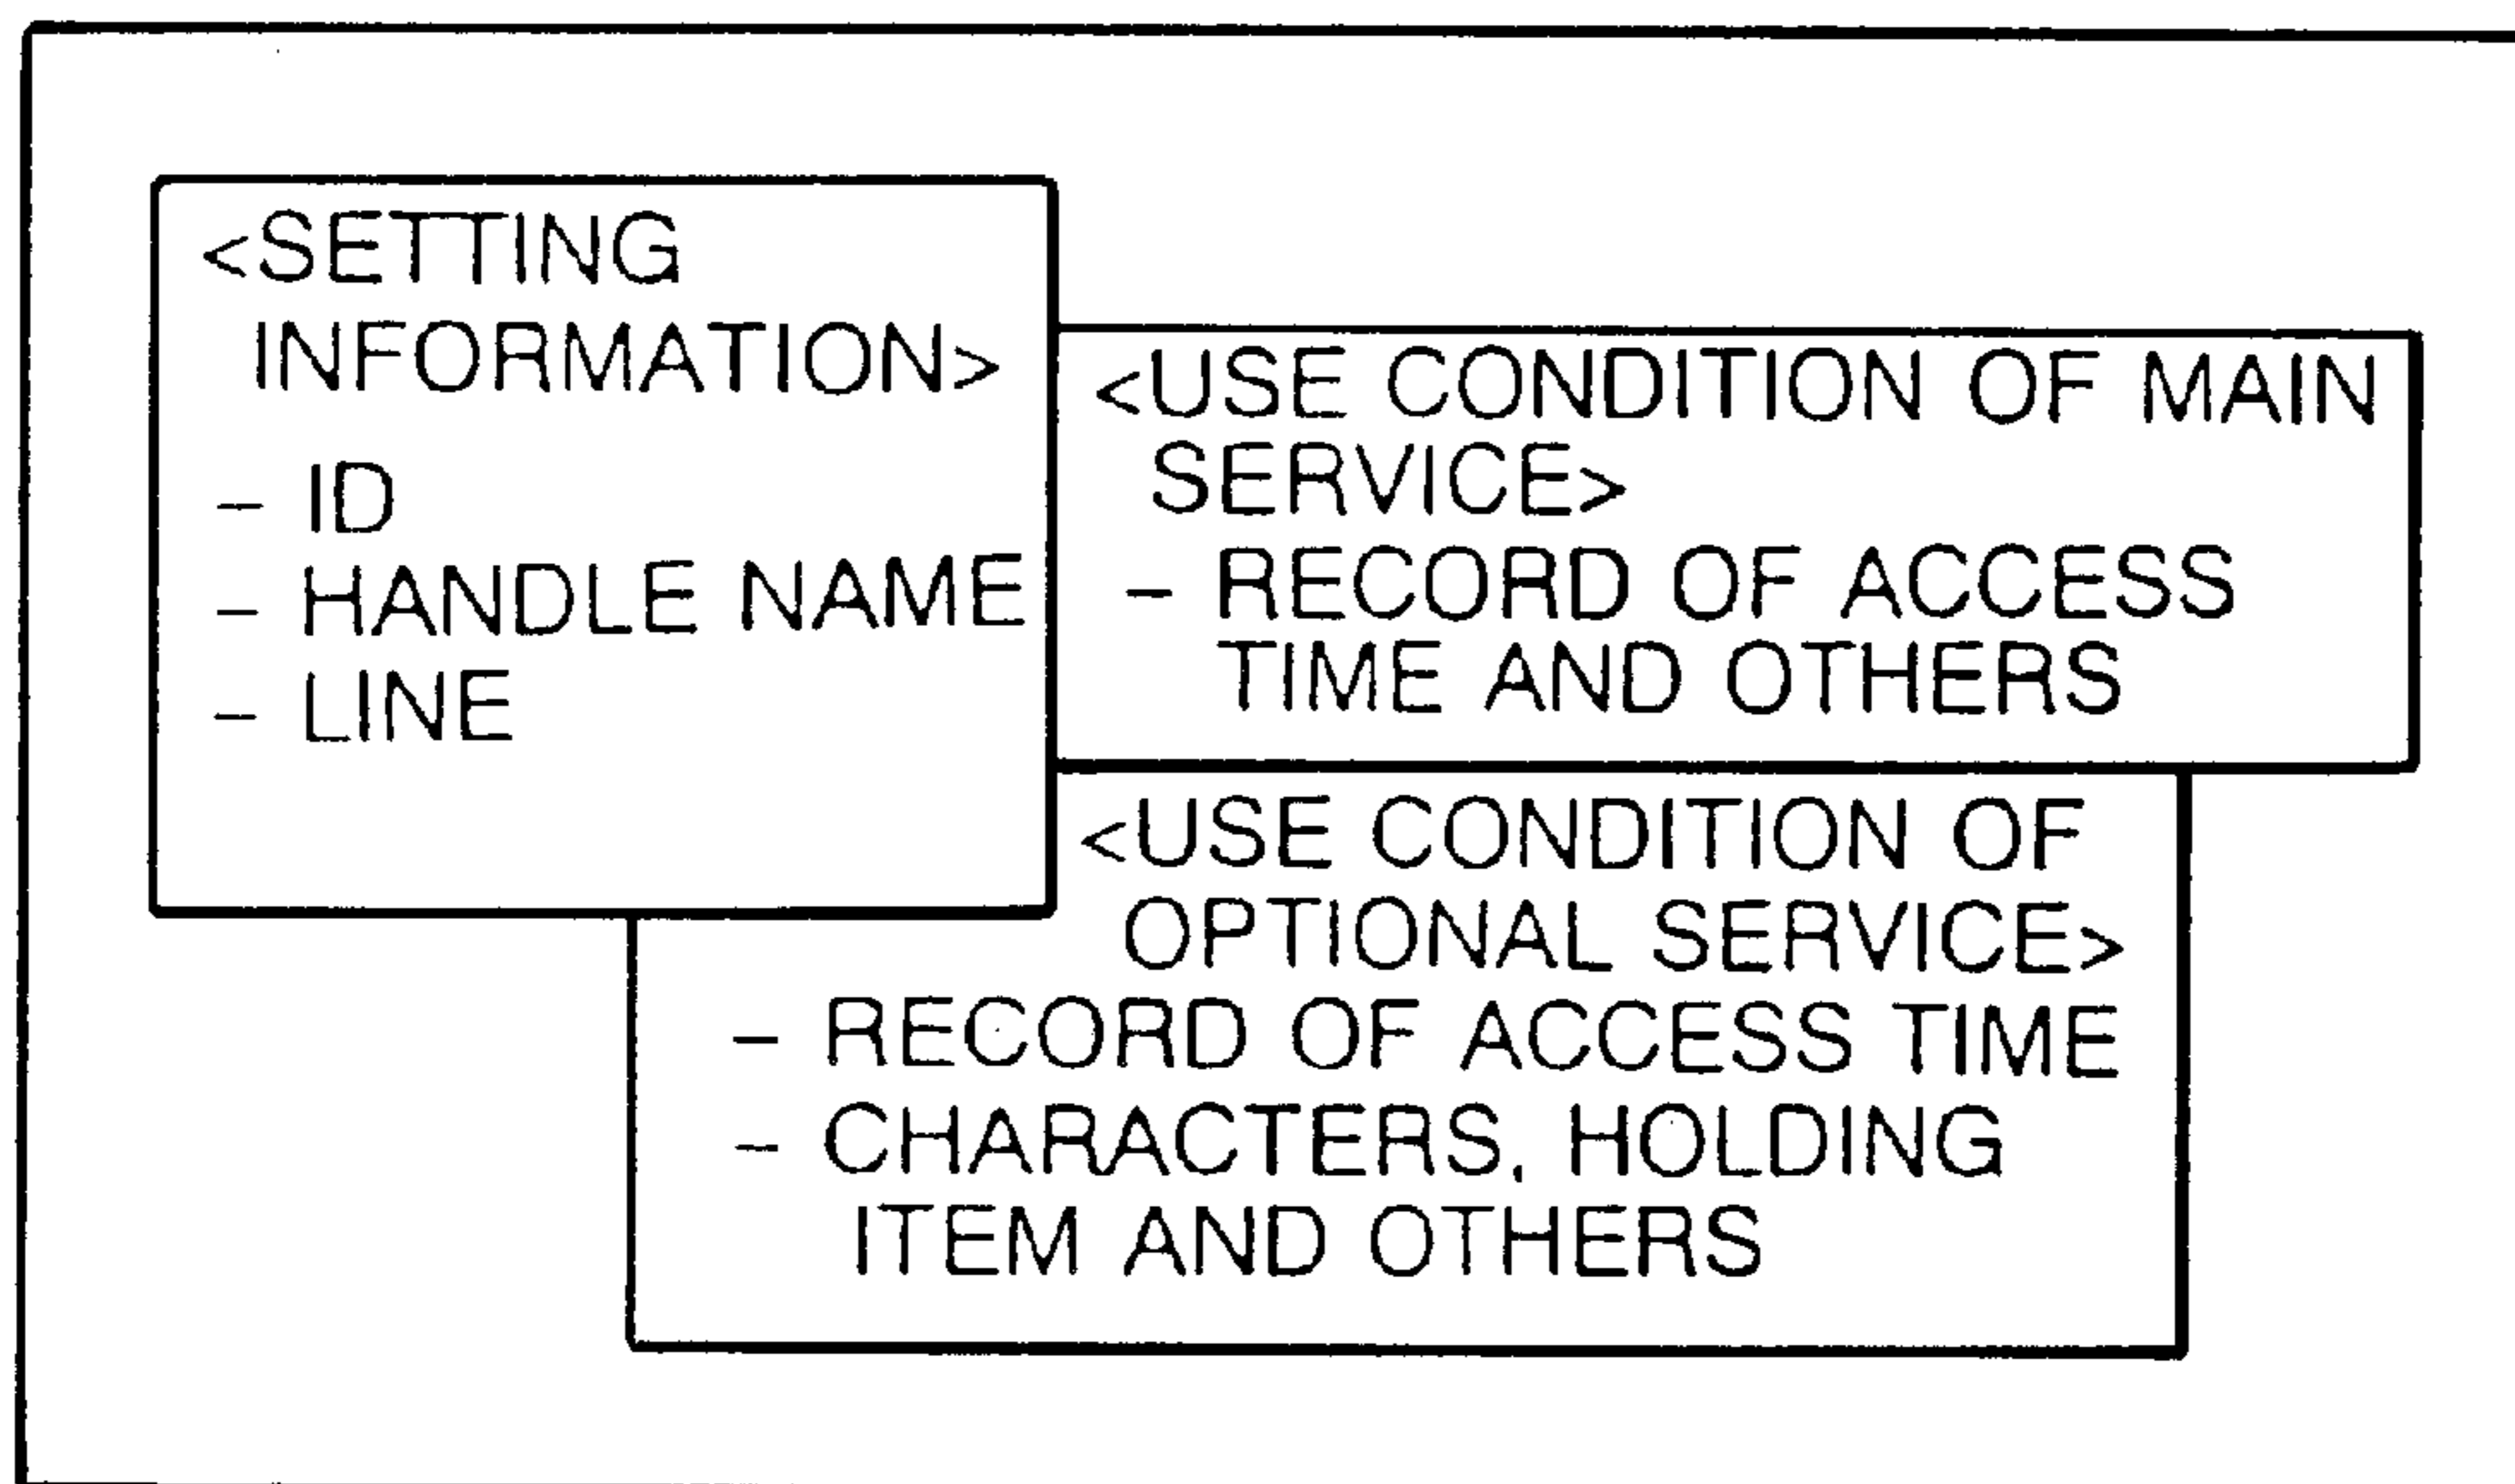 <SETTING
INFORMATION>
- ID
- HANDLE NAME
- LINE
<USE CONDITION OF MAIN
SERVICE>
- RECORD OF ACCESS
TIME AND OTHERS
<USE CONDITION OF
OPTIONAL SERVICE>
- RECORD OF ACCESS TIME
- CHARACTERS, HOLDING
ITEM AND OTHERS